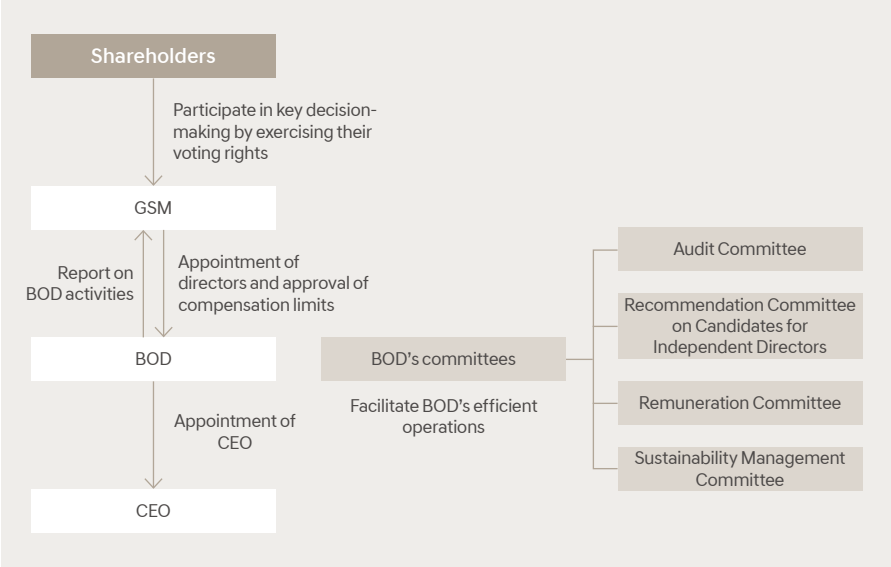 Shareholders
Participate in key decision-
making by exercising their
voting rights
GSM
Report on
BOD activities
Appointment of
directors and approval of
compensation limits
BOD
Appointment of
CEO
CEO
BOD's committees
Facilitate BOD's efficient
operations
Audit Committee
Recommendation Committee
on Candidates for
Independent Directors
Remuneration Committee
Sustainability Management
Committee